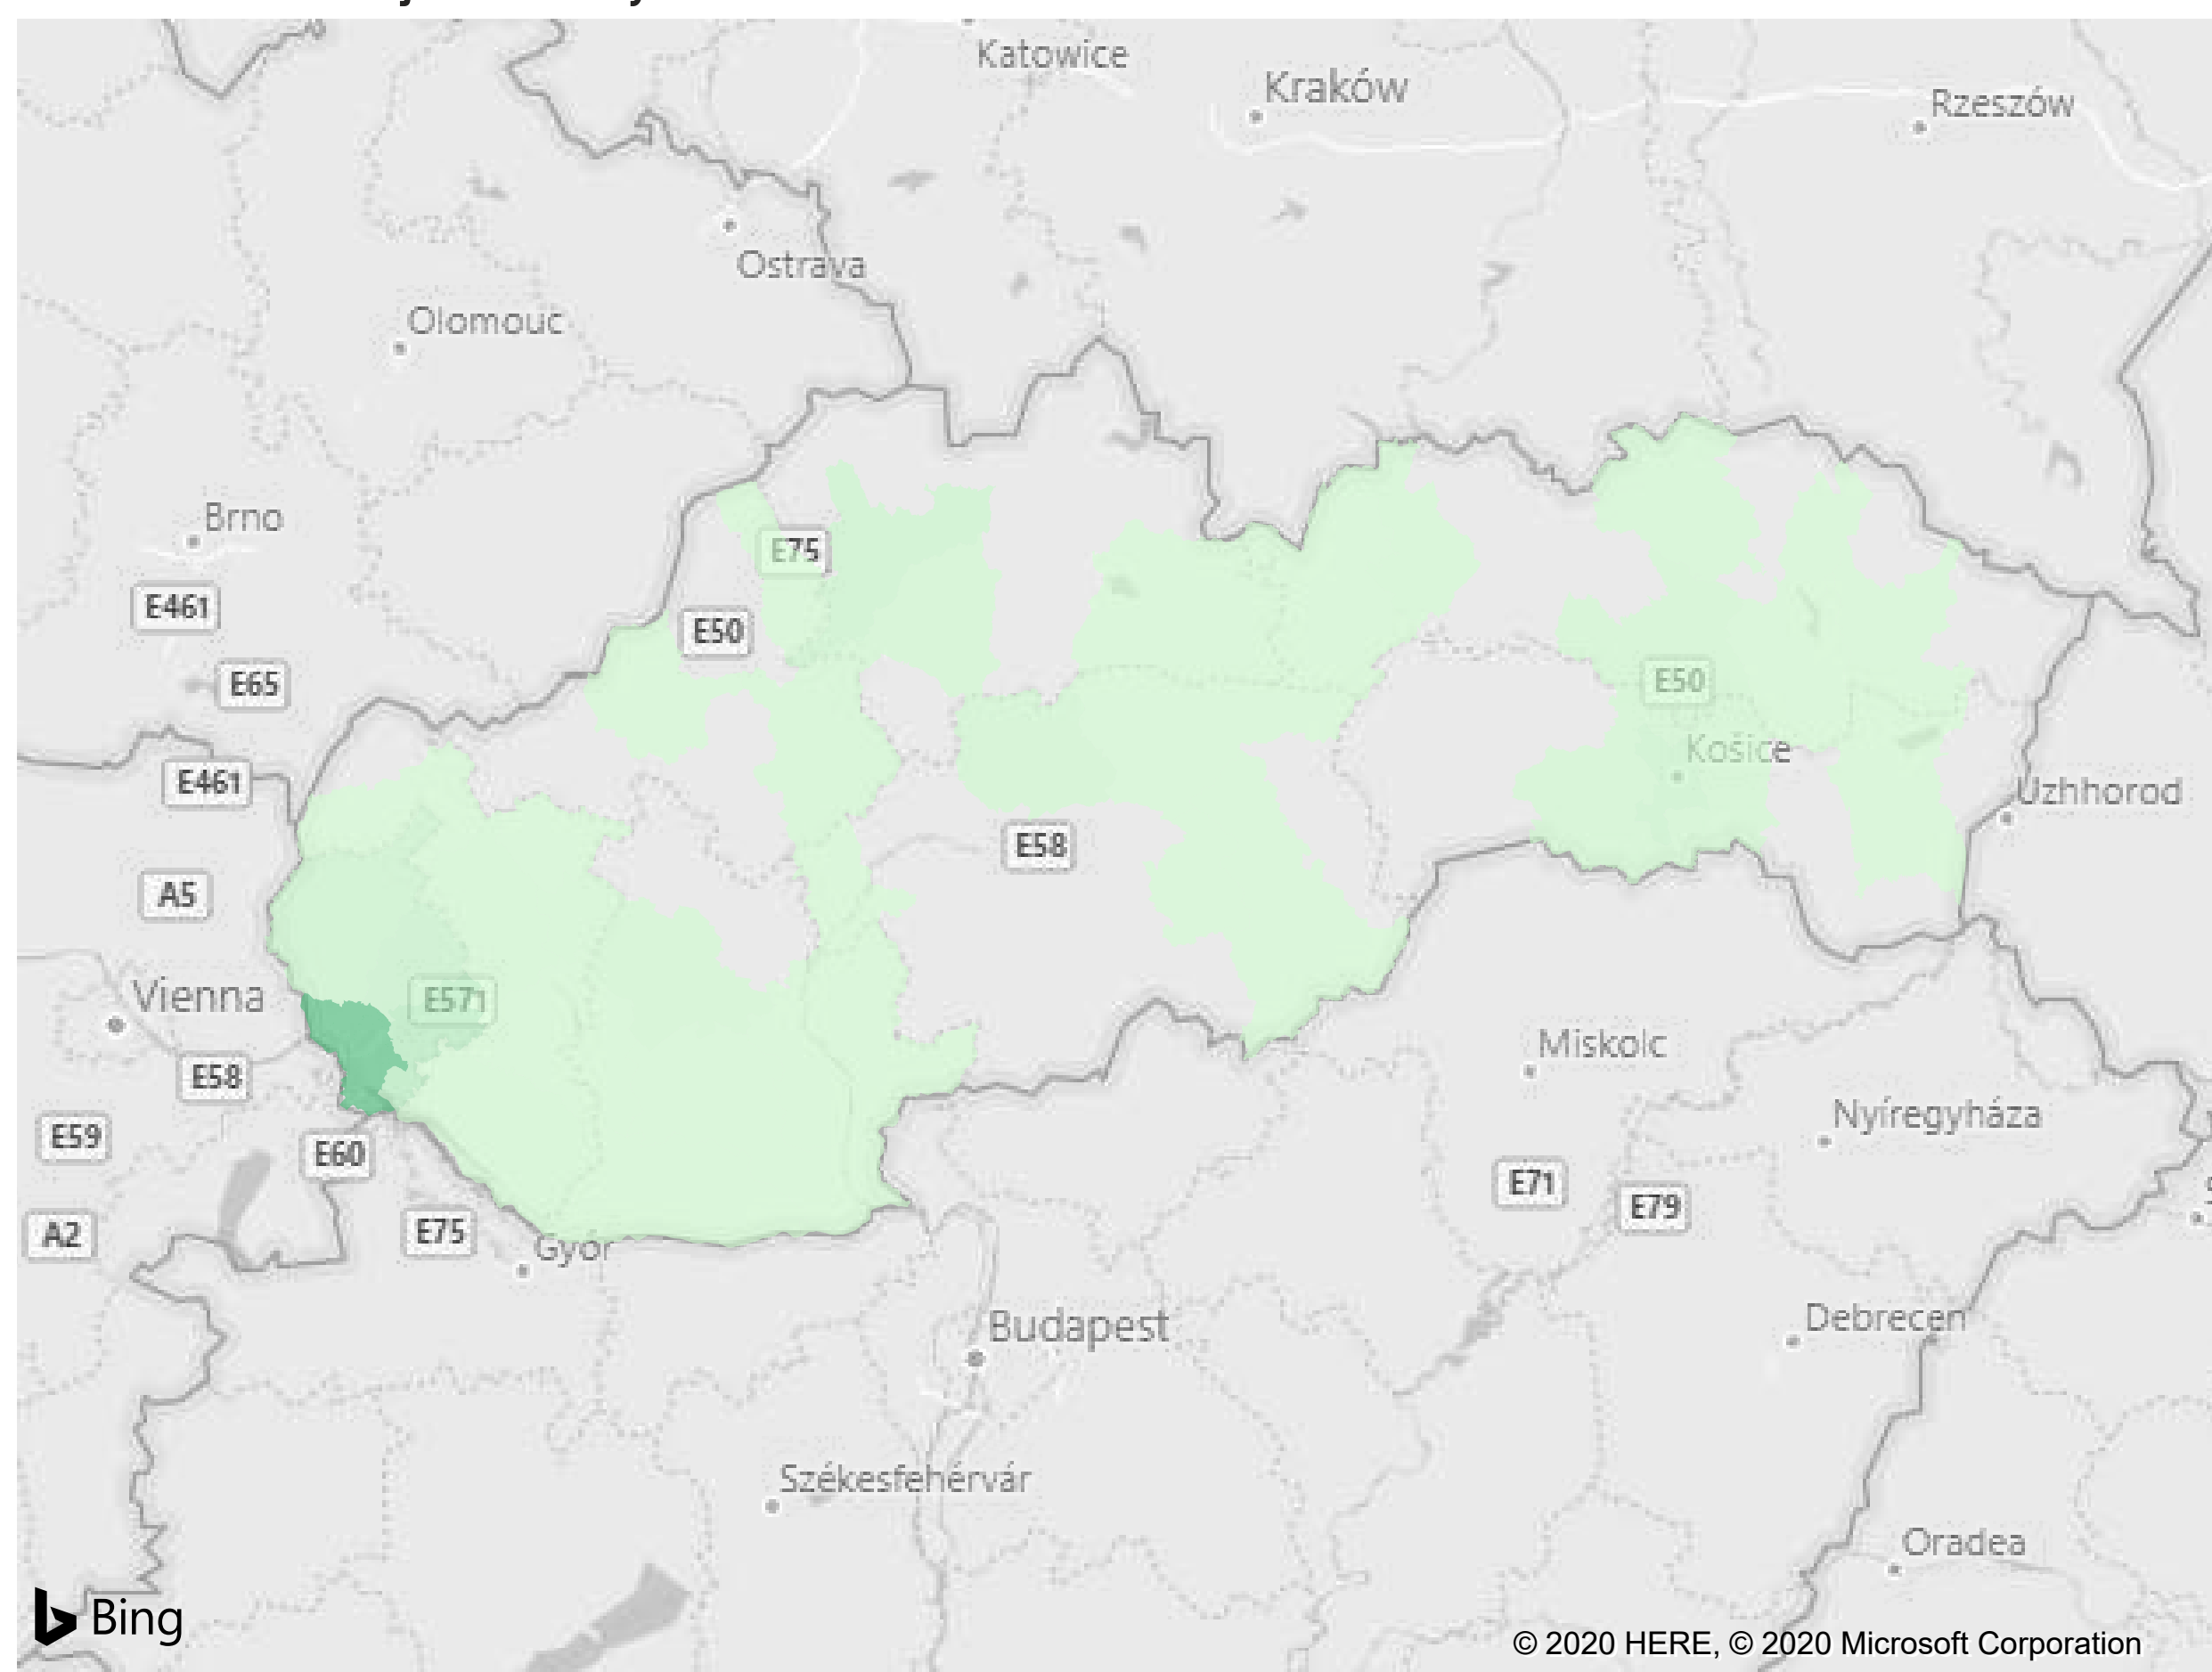 Katowice
Kraków
Rzeszów
Ostrava
Olomouc
Brno
E75
E461
E50
E65
E50
Košice
E461
Uzhhorod
E58
A5
Vienna
E571
Miskolc
E58
Nyíregyháza
E59
E60
E71
E79
A2
E75
Győr
Budapest
Debrecen
Székesfehérvár
Oradea
Bing
© 2020 HERE, © 2020 Microsoft Corporation